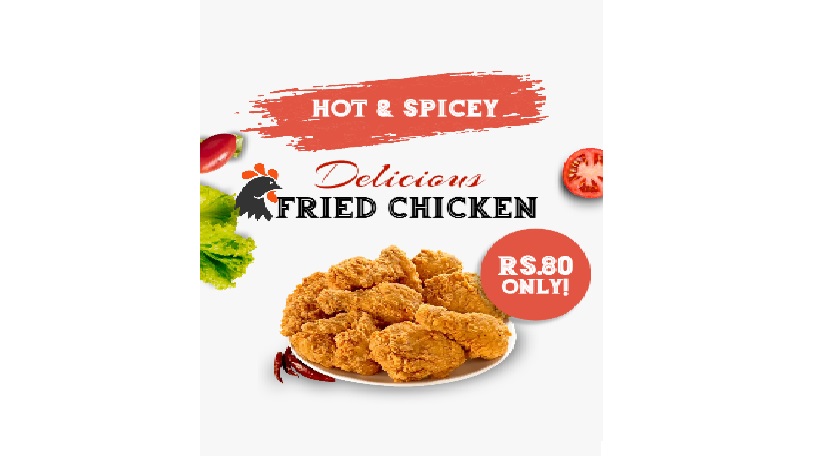 HOT & SPICEY
Delicious
FRIED CHICKEN
RS.80
ONLY!